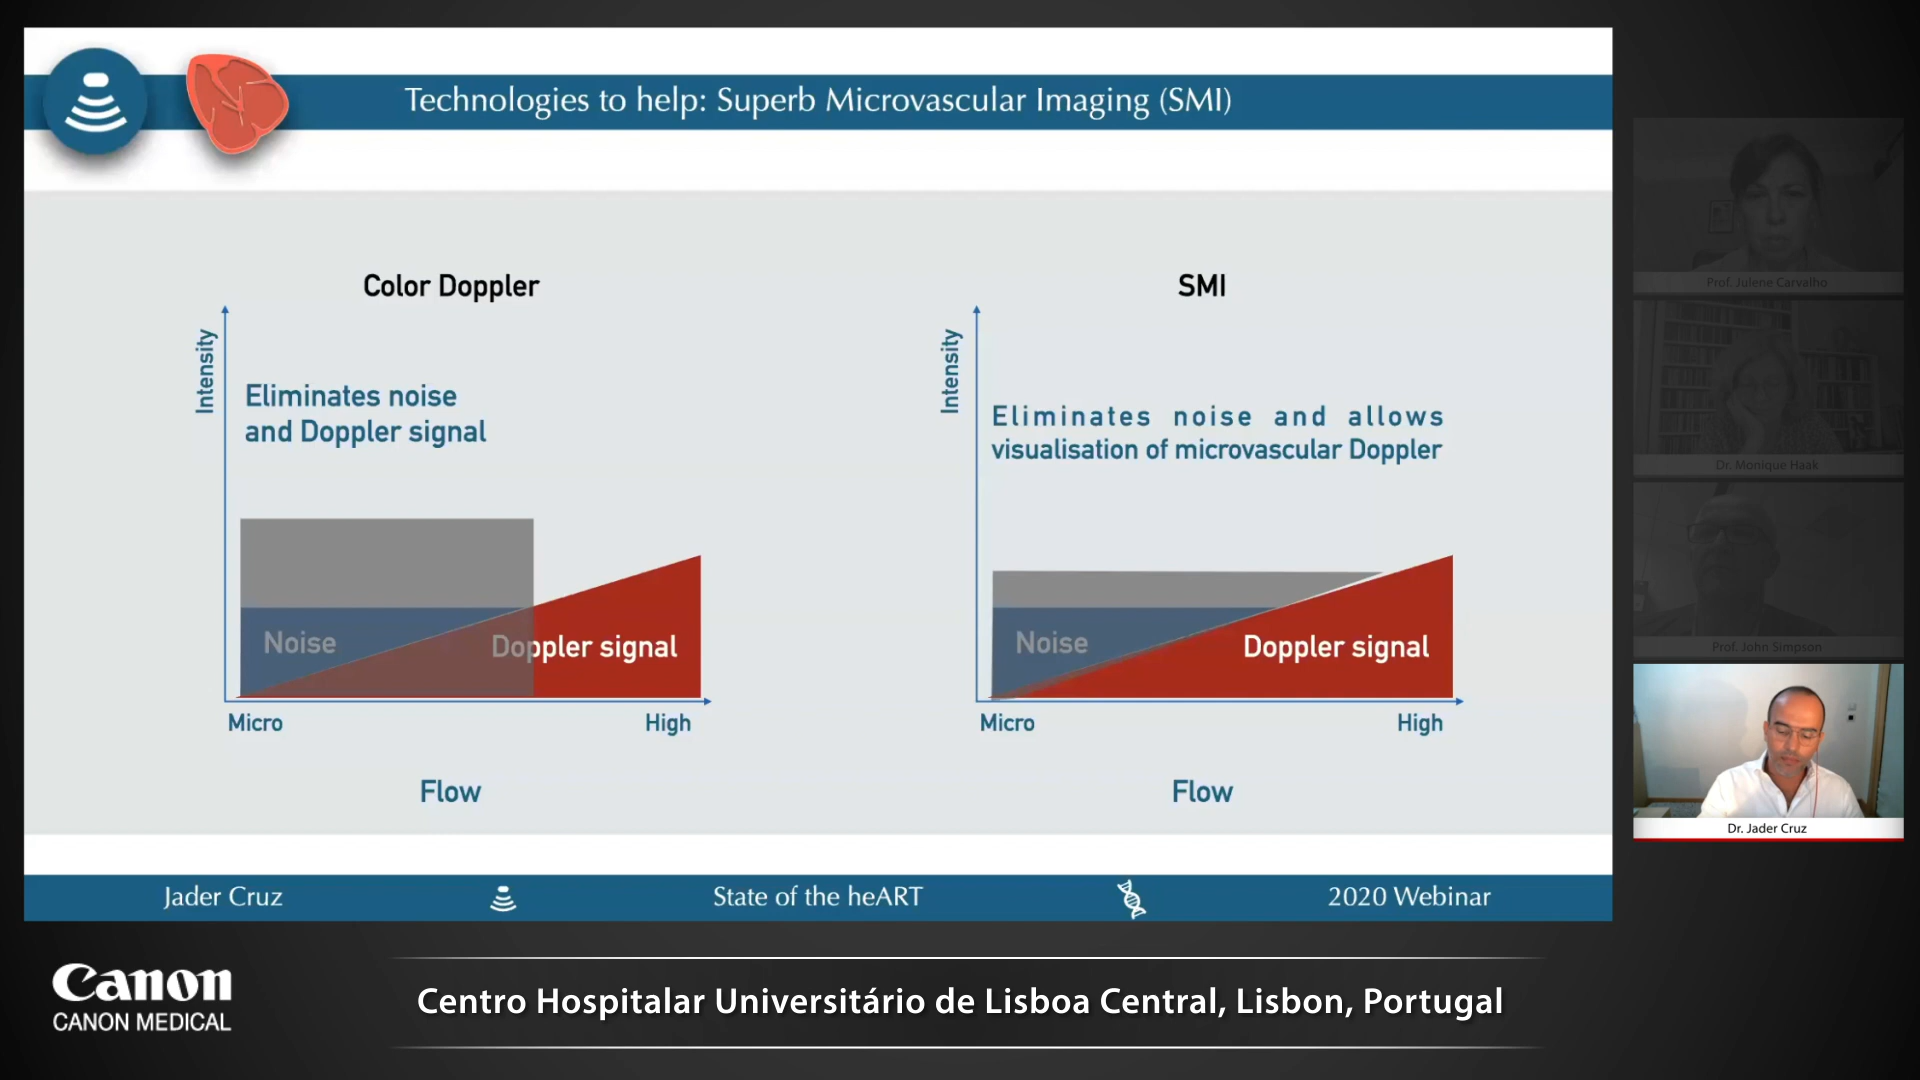 Technologies to help: Superb Microvascular Imaging (SMI)
Color Doppler
Intensity
Eliminates noise
and Doppler signal
Noise
Doppler signal
Micro
High
Flow
SMI
Intensity
Eliminates noise and allows
visualisation of microvascular Doppler
Noise
Doppler signal
Micro
High
Flow
Prof. Julene Carvalho
Dr. Monique Haak
Prof. John Simpson
Dr. Jader Cruz
Jader Cruz
State of the heART
2020 Webinar
Canon
CANON MEDICAL
Centro Hospitalar Universitário de Lisboa Central, Lisbon, Portugal